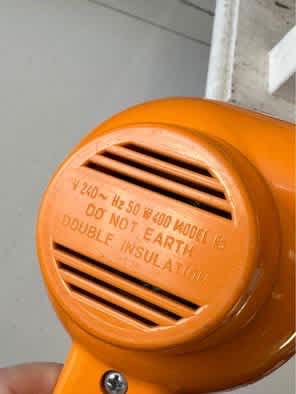 V 240~ Hz 50 W 400 MODEL
DO NOT EARTH
DOUBLE INSULATION